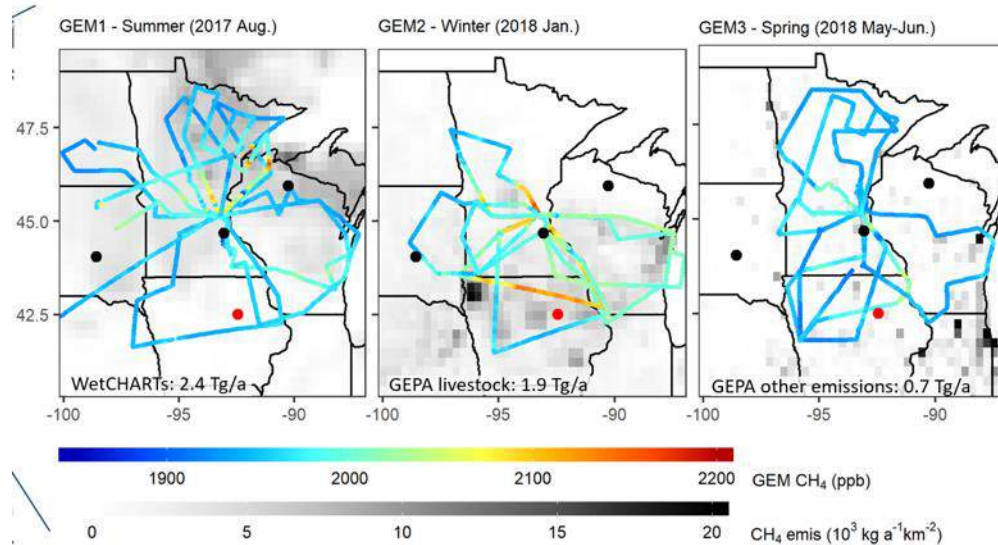 GEM1 - Summer (2017 Aug.)
GEM2 - Winter (2018 Jan.)
GEM3 - Spring (2018 May-Jun.)
47.5
45.0
42.5
WetCHARTs: 2.4 Tg/a
GEPA livestock: 1.9 Tg/a
GEPA other emissions: 0.7 Tg/a
-100 -95 -90
-95 -90
-100 -95 -90
1900 2000 2100 2200
GEM CH₄ (ppb)
0 5 10 15 20
CH₄ emis (10³ kg a⁻¹km⁻²)